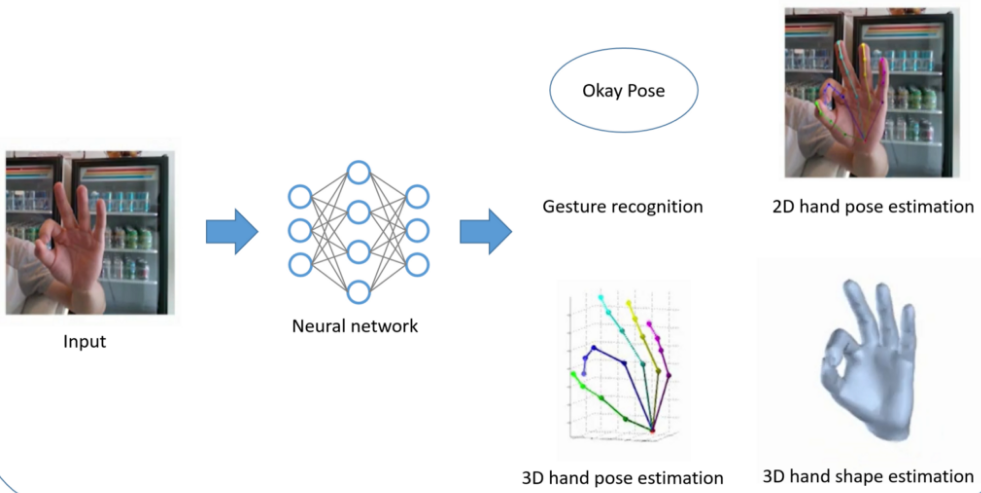 Okay Pose
Gesture recognition
2D hand pose estimation
Input
Neural network
3D hand pose estimation
3D hand shape estimation